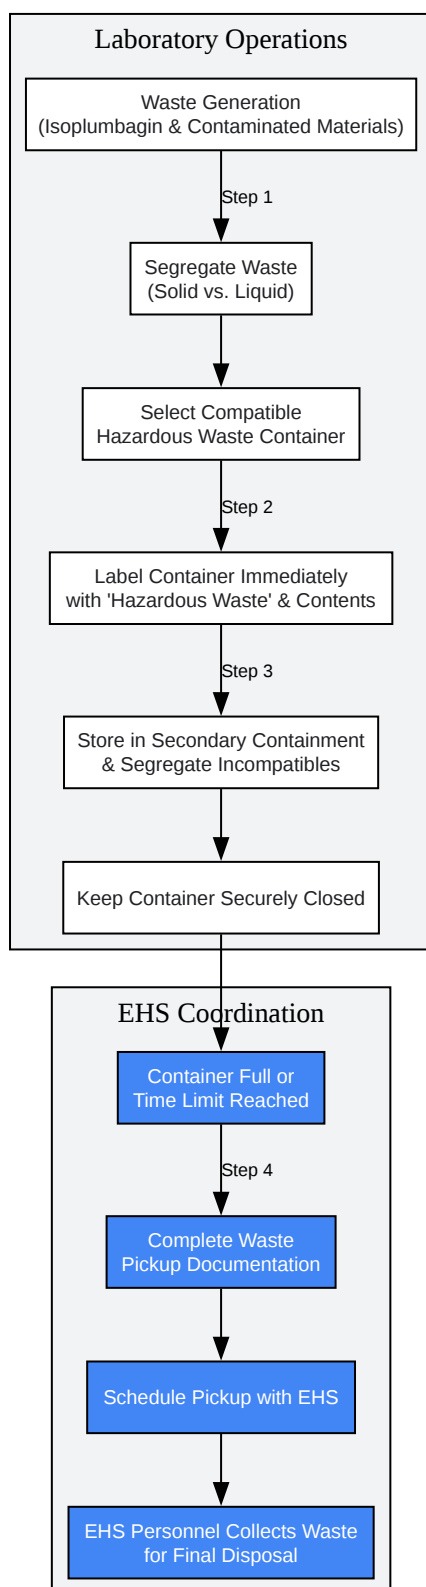 Laboratory Operations
Waste Generation
(Isoplumbagin & Contaminated Materials)
Step 1
Segregate Waste
(Solid vs. Liquid)
Select Compatible
Hazardous Waste Container
Step 2
Label Container Immediately
with 'Hazardous Waste' & Contents
Step 3
Store in Secondary Containment
& Segregate Incompatibles
Keep Container Securely Closed
EHS Coordination
Container Full or
Time Limit Reached
Step 4
Complete Waste
Pickup Documentation
Schedule Pickup with EHS
EHS Personnel Collects Waste
for Final Disposal